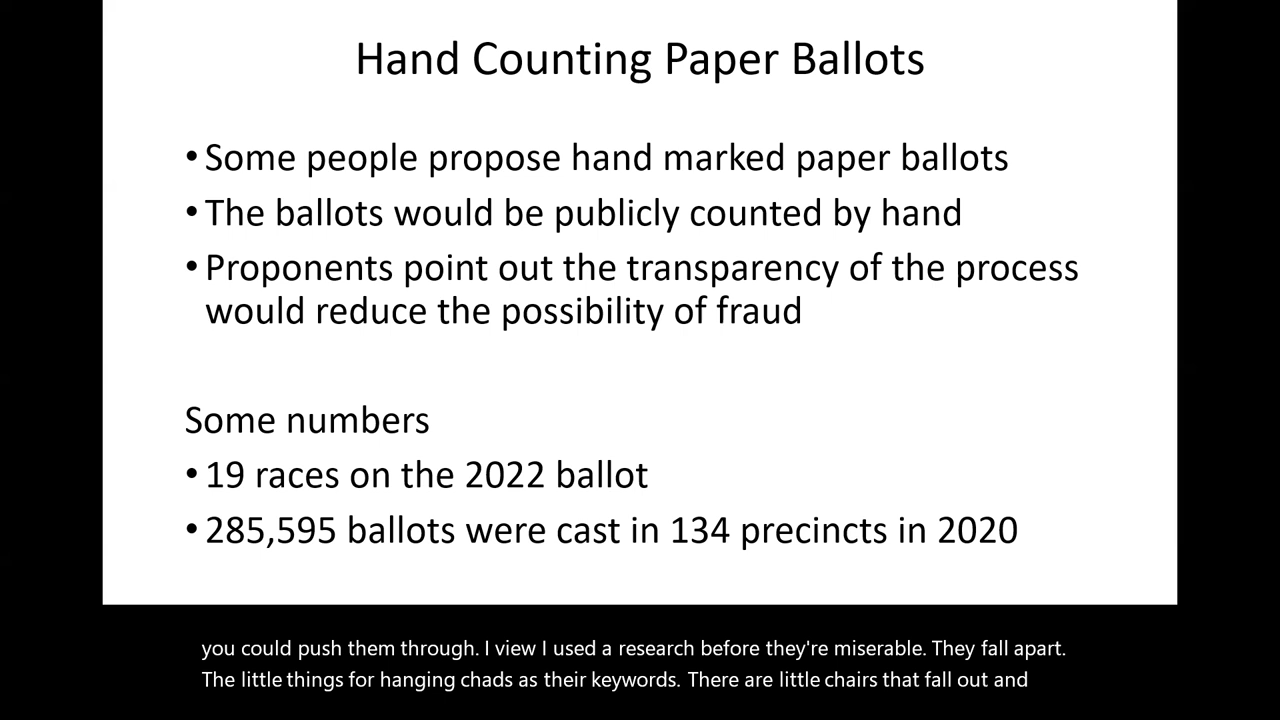 Hand Counting Paper Ballots
• Some people propose hand marked paper ballots
• The ballots would be publicly counted by hand
• Proponents point out the transparency of the process
would reduce the possibility of fraud
Some numbers
• 19 races on the 2022 ballot
• 285,595 ballots were cast in 134 precincts in 2020
you could push them through. I view I used a research before they're miserable. They fall apart.
The little things for hanging chads as their keywords. There are little chairs that fall out and